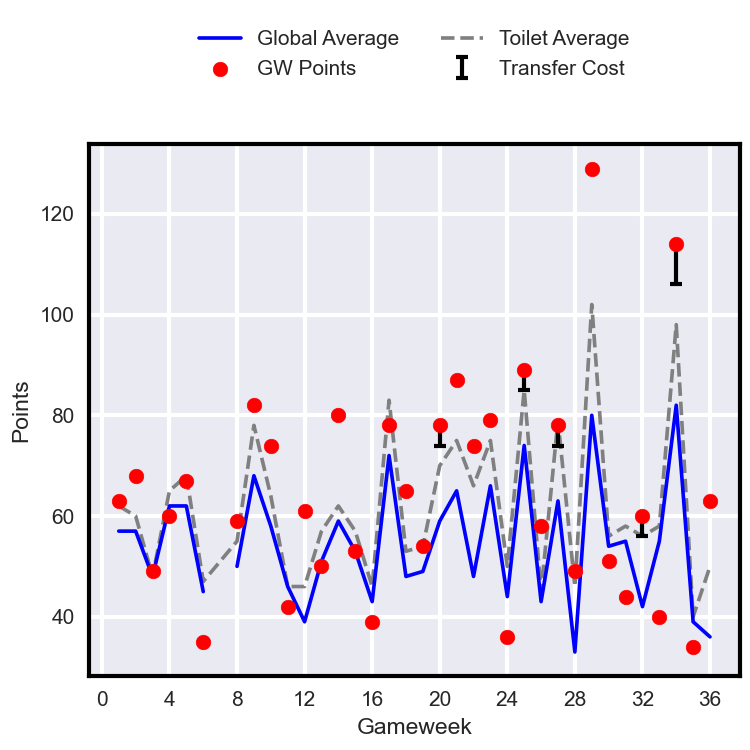 Global Average
Toilet Average
GW Points
Transfer Cost
120
100
80
60
40
Points
0 4 8 12 16 20 24 28 32 36
Gameweek